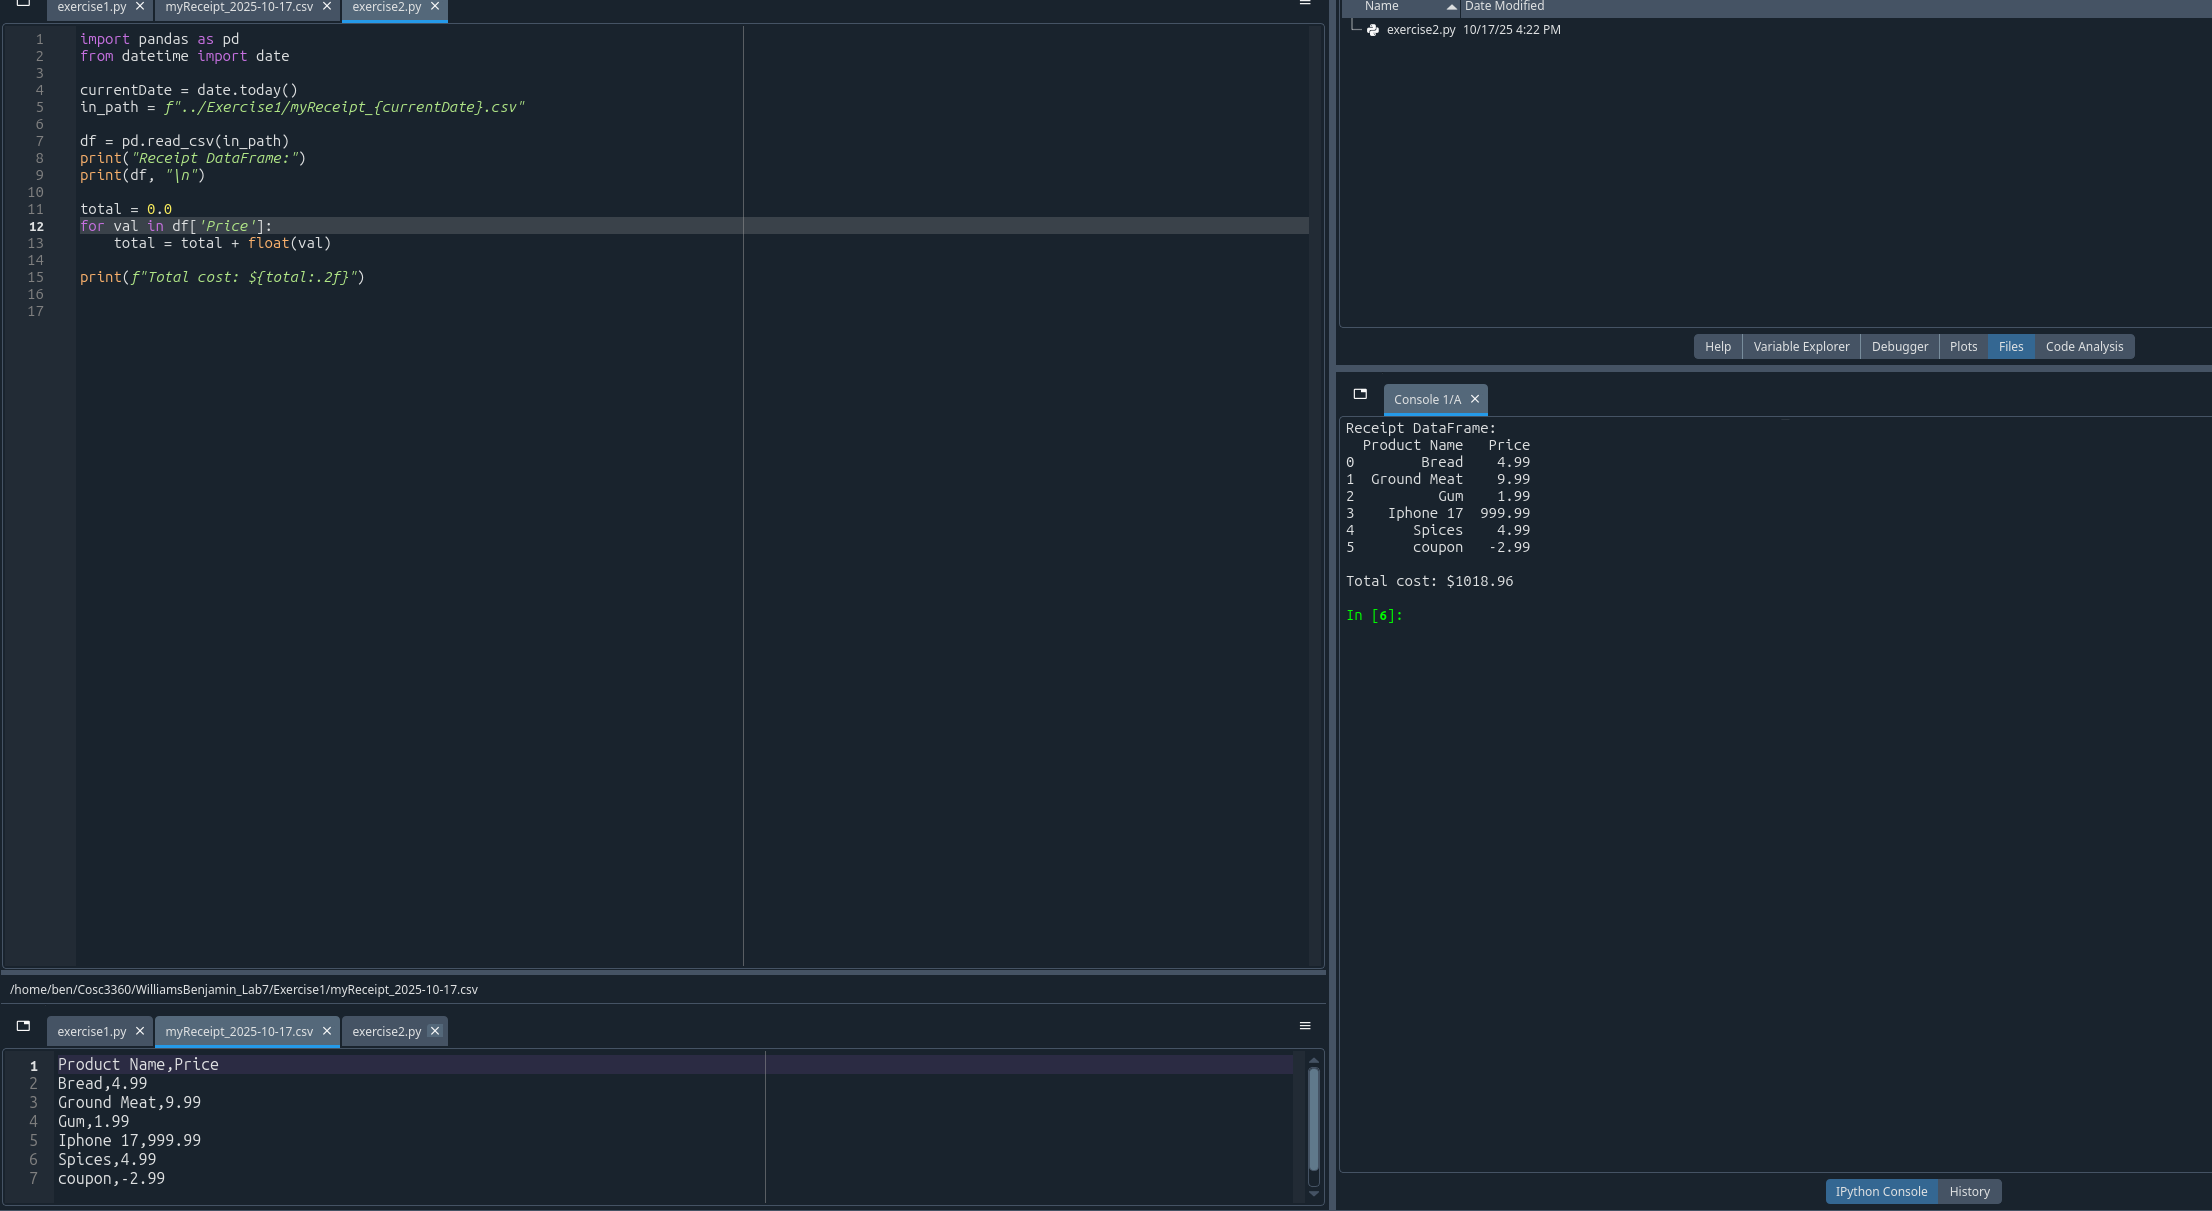 exercise1.py myReceipt_2025-10-17.csv exercise2.py
1 import pandas as pd
2 from datetime import date
3
4 currentDate = date.today()
5 in_path = f"../Exercise1/myReceipt_{currentDate}.csv"
6
7 df = pd.read_csv(in_path)
8 print("Receipt DataFrame:")
9 print(df, "\n")
10
11 total = 0.0
12 for val in df['Price']:
13     total = total + float(val)
14
15 print(f"Total cost: ${total:.2f}")
16
17
/home/ben/Cosc3360/WilliamsBenjamin_Lab7/Exercise1/myReceipt_2025-10-17.csv
exercise1.py myReceipt_2025-10-17.csv exercise2.py
1 Product Name,Price
2 Bread,4.99
3 Ground Meat,9.99
4 Gum,1.99
5 Iphone 17,999.99
6 Spices,4.99
7 coupon,-2.99
Name Date Modified
exercise2.py 10/17/25 4:22 PM
Help Variable Explorer Debugger Plots Files Code Analysis
Console 1/A
Receipt DataFrame:
  Product Name   Price
0        Bread    4.99
1  Ground Meat    9.99
2          Gum    1.99
3    Iphone 17  999.99
4       Spices    4.99
5       coupon   -2.99
Total cost: $1018.96
In [6]:
IPython Console History